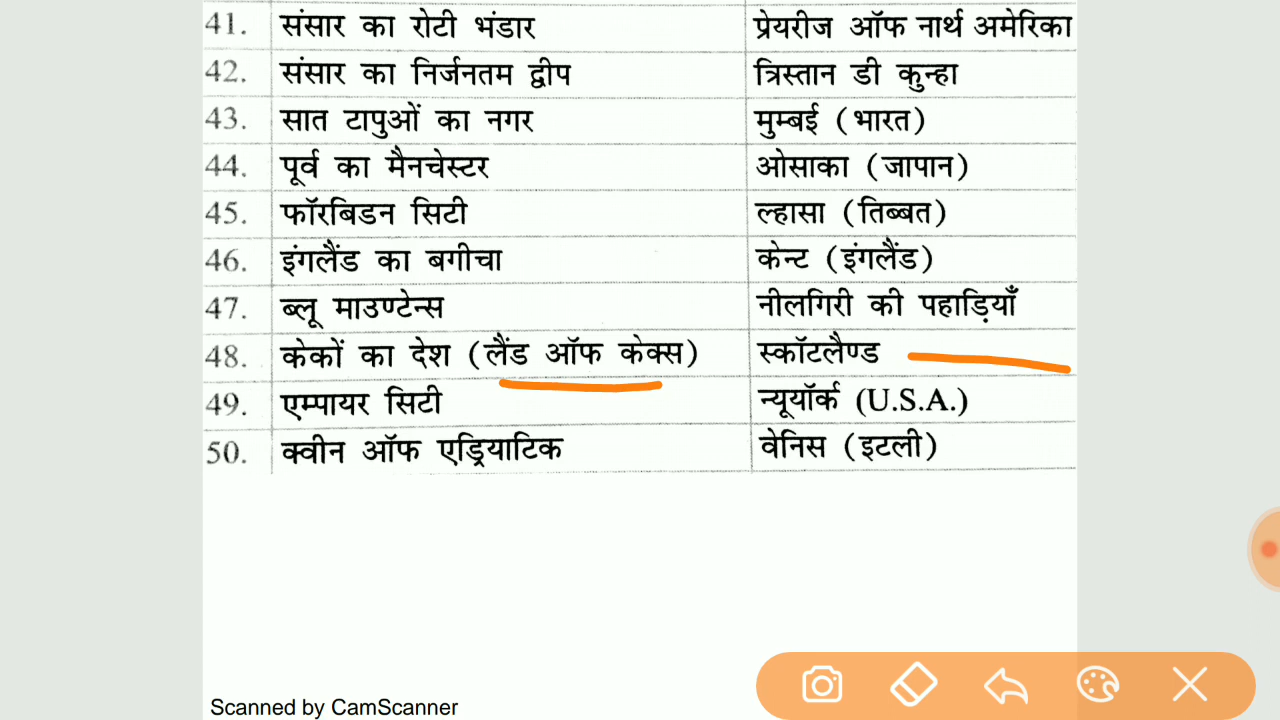 41. संसार का रोटी भंडार प्रेयरीज ऑफ नार्थ अमेरिका
42. संसार का निर्जनतम द्वीप त्रिस्तान डी कुन्हा
43. सात टापुओं का नगर मुम्बई (भारत)
44. पूर्व का मैनचेस्टर ओसाका (जापान)
45. फॉरबिडन सिटी ल्हासा (तिब्बत)
46. इंगलैंड का बगीचा केन्ट (इंगलैंड)
47. ब्लू माउण्टेन्स नीलगिरी की पहाड़ियाँ
48. केकों का देश (लैंड ऑफ केक्स) स्कॉटलैण्ड
49. एम्पायर सिटी न्यूयॉर्क (U.S.A.)
50. क्वीन ऑफ एड्रियाटिक वेनिस (इटली)
Scanned by CamScanner